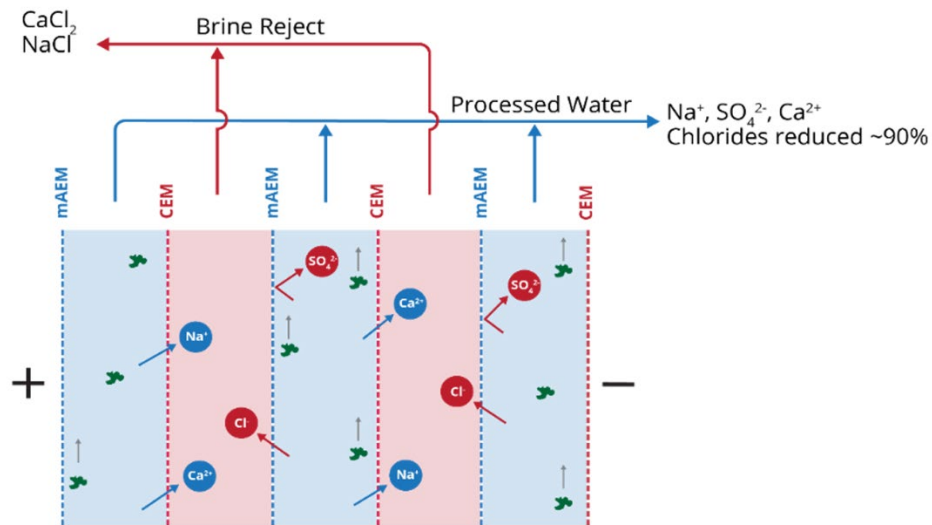 CaCl₂
NaCl
Brine Reject
Processed Water
Na⁺, SO₄²⁻, Ca²⁺
Chlorides reduced ~90%
mAEM
CEM
mAEM
CEM
mAEM
CEM
SO₄²⁻
SO₄²⁻
Ca²⁺
Na⁺
+
−
Cl⁻
Cl⁻
Ca²⁺
Na⁺